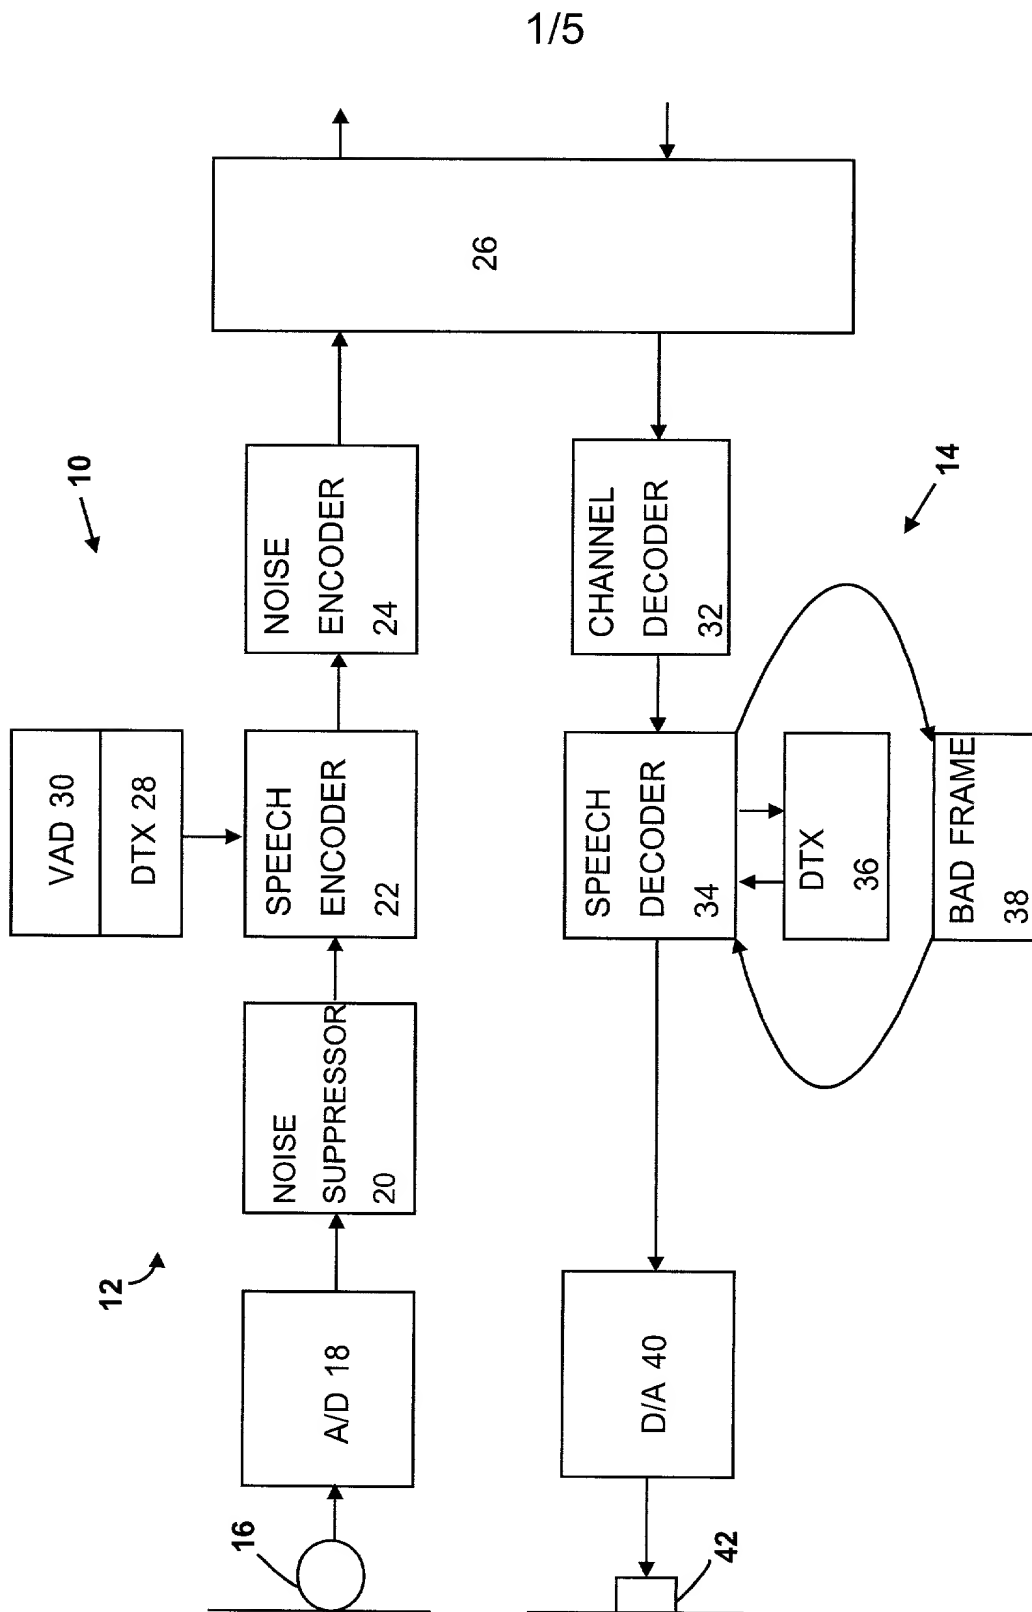 1/5
10
12
14
16
A/D 18
NOISE
SUPPRESSOR
20
VAD 30
DTX 28
SPEECH
ENCODER
22
NOISE
ENCODER
24
26
CHANNEL
DECODER
32
SPEECH
DECODER
34
DTX
36
BAD FRAME
38
D/A 40
42